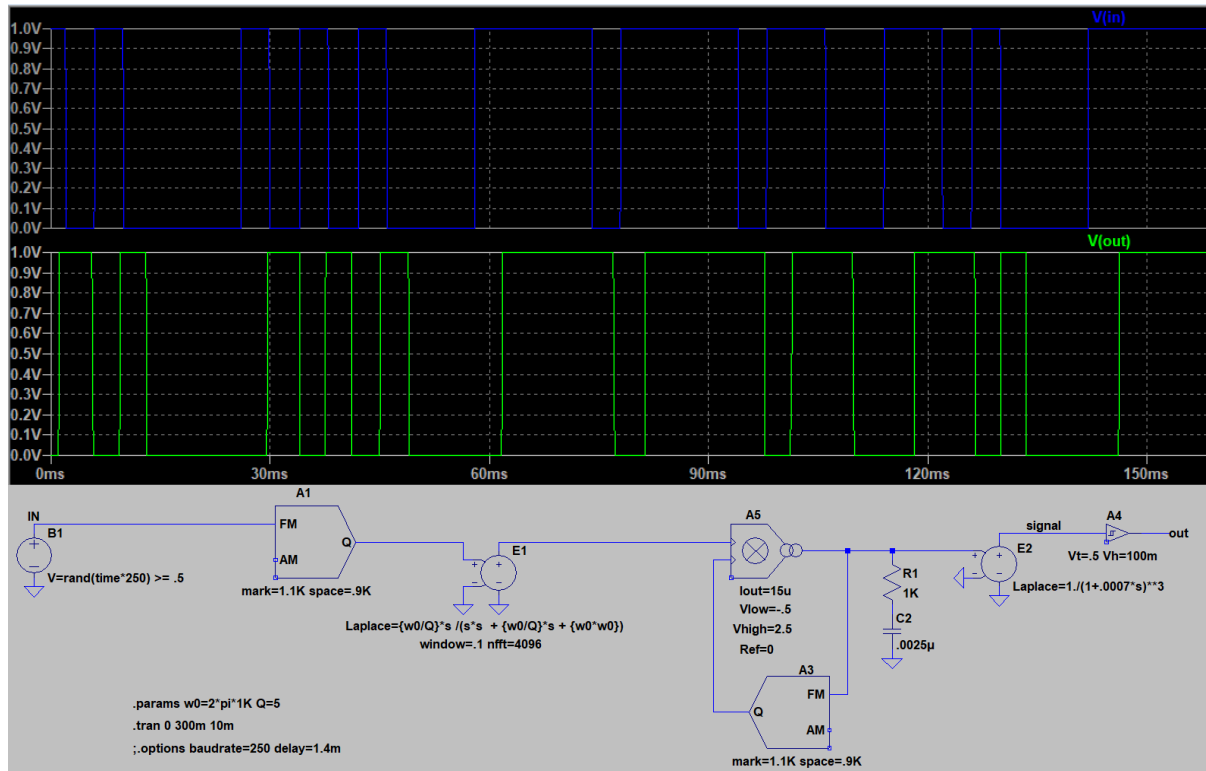 V(in)
1.0V
0.9V
0.8V
0.7V
0.6V
0.5V
0.4V
0.3V
0.2V
0.1V
0.0V
V(out)
1.0V
0.9V
0.8V
0.7V
0.6V
0.5V
0.4V
0.3V
0.2V
0.1V
0.0V
0ms 30ms 60ms 90ms 120ms 150ms
IN
B1
V=rand(time*250) >= .5
A1
FM
AM
Q
mark=1.1K space=.9K
E1
Laplace={w0/Q}*s /(s*s + {w0/Q}*s + {w0*w0})
window=.1 nfft=4096
A5
Iout=15u
Vlow=-.5
Vhigh=2.5
Ref=0
A3
FM
AM
Q
mark=1.1K space=.9K
R1
1K
C2
.0025µ
signal
E2
Laplace=1./(1+.0007*s)**3
A4
out
Vt=.5 Vh=100m
.params w0=2*pi*1K Q=5
.tran 0 300m 10m
;.options baudrate=250 delay=1.4m